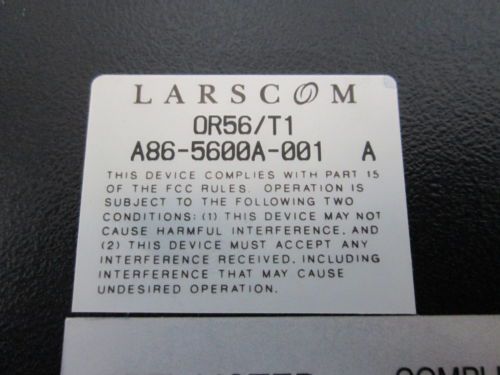 LARSCOM
OR56/T1
A86-5600A-001 A
THIS DEVICE COMPLIES WITH PART 15
OF THE FCC RULES. OPERATION IS
SUBJECT TO THE FOLLOWING TWO
CONDITIONS: (1) THIS DEVICE MAY NOT
CAUSE HARMFUL INTERFERENCE, AND
(2) THIS DEVICE MUST ACCEPT ANY
INTERFERENCE RECEIVED, INCLUDING
INTERFERENCE THAT MAY CAUSE
UNDESIRED OPERATION.